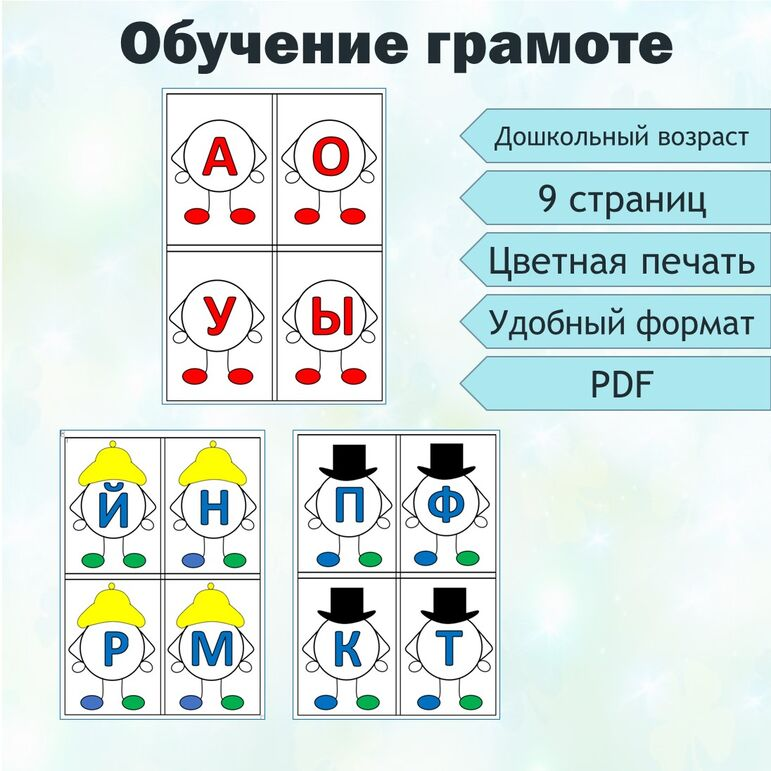 Обучение грамоте
А О
У Ы
Дошкольный возраст
9 страниц
Цветная печать
Удобный формат
PDF
Й Н
Р М
П Ф
К Т